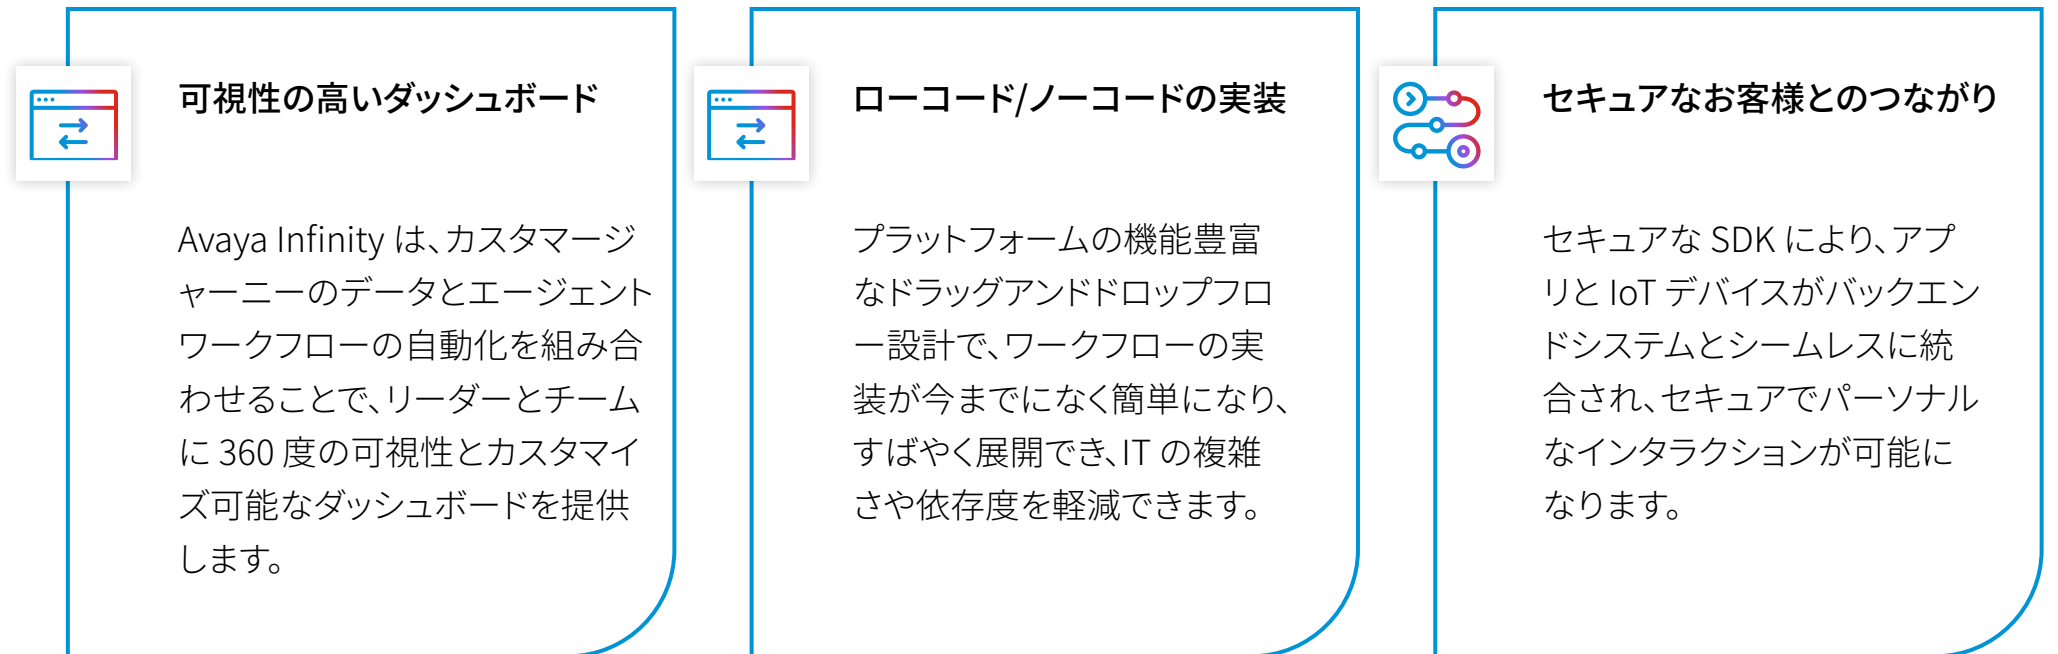 可視性の高いダッシュボード
Avaya Infinity は、カスタマージ
ャーニーのデータとエージェント
ワークフローの自動化を組み合
わせることで、リーダーとチーム
に 360 度の可視性とカスタマイ
ズ可能なダッシュボードを提供
します。
ローコード/ノーコードの実装
プラットフォームの機能豊富
なドラッグアンドドロップフロ
ー設計で、ワークフローの実
装が今までになく簡単になり、
すばやく展開でき、IT の複雑
さや依存度を軽減できます。
セキュアなお客様とのつながり
セキュアな SDK により、アプ
リと IoT デバイスがバックエン
ドシステムとシームレスに統
合され、セキュアでパーソナル
なインタラクションが可能に
なります。